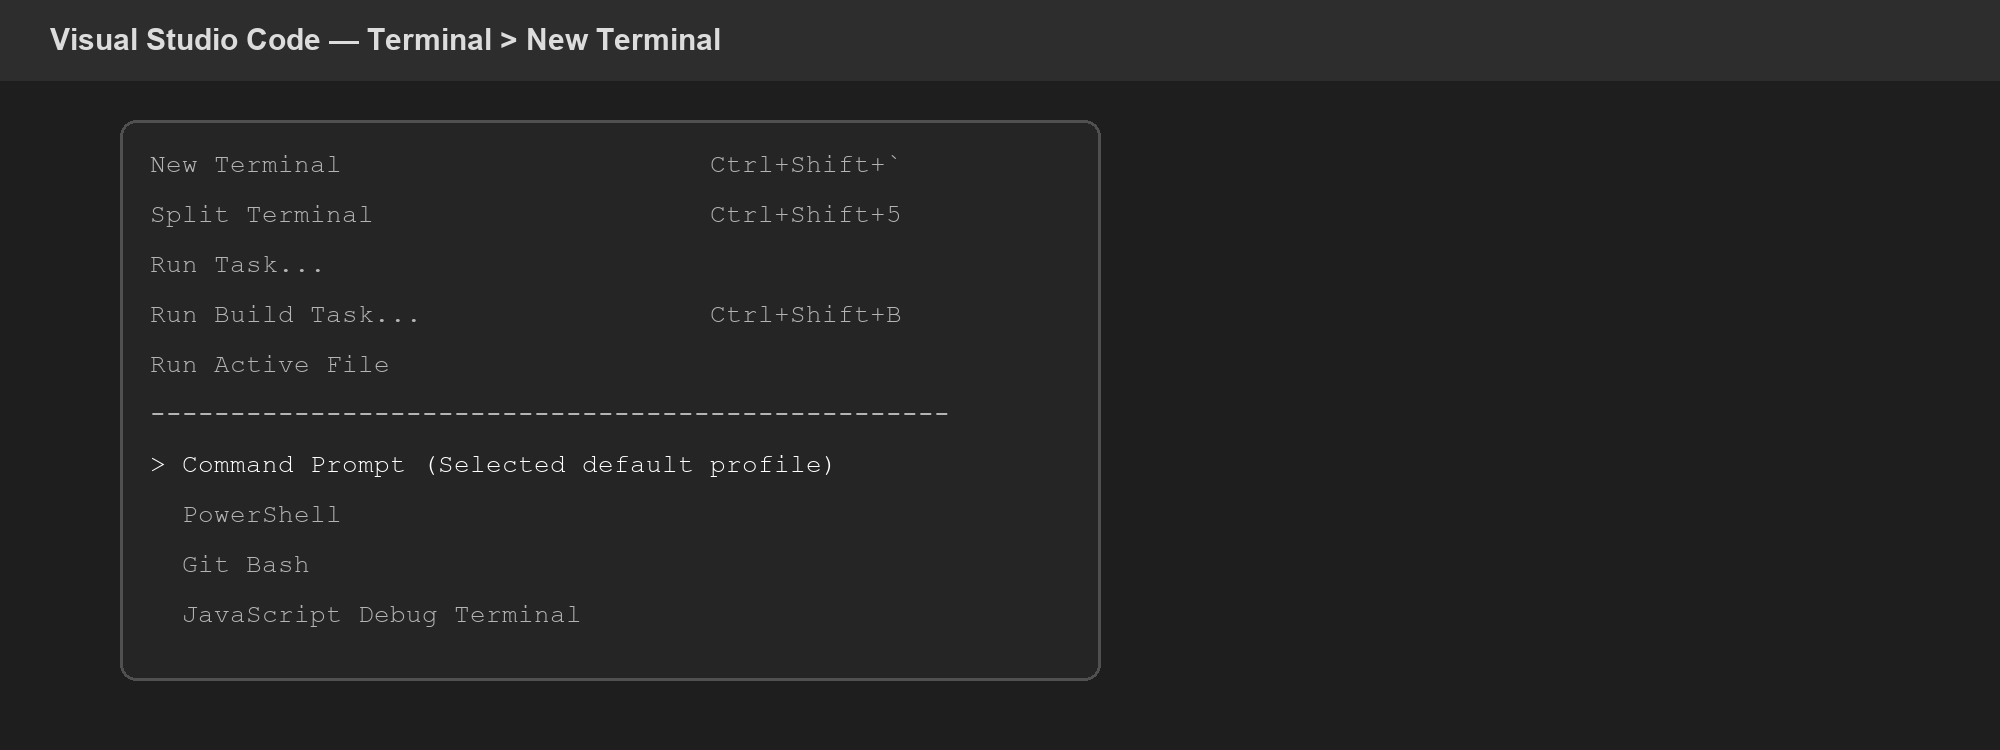 Visual Studio Code — Terminal > New Terminal
New Terminal Ctrl+Shift+`
Split Terminal Ctrl+Shift+5
Run Task...
Run Build Task... Ctrl+Shift+B
Run Active File
--------------------------------------------------
> Command Prompt (Selected default profile)
PowerShell
Git Bash
JavaScript Debug Terminal